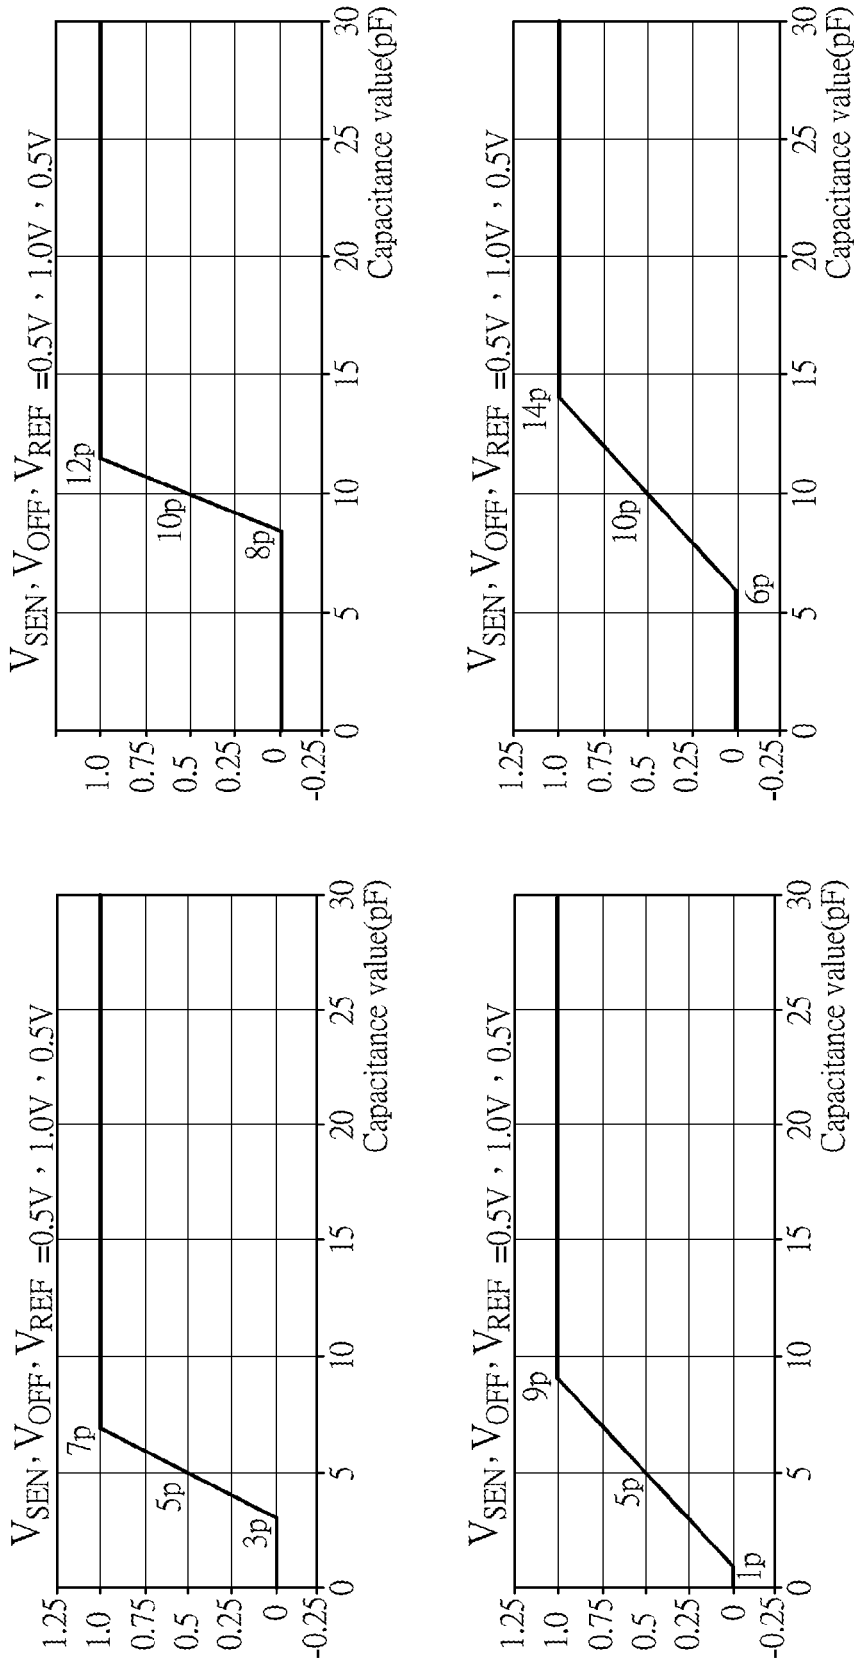 V_SEN, V_OFF, V_REF =0.5V , 1.0V , 0.5V
1.25
1.0
0.75
0.5
0.25
0
-0.25
7p
5p
3p
0
5
10
15
20
25
30
Capacitance value(pF)
V_SEN, V_OFF, V_REF =0.5V , 1.0V , 0.5V
1.0
0.75
0.5
0.25
0
-0.25
12p
10p
8p
0
5
10
15
20
25
30
Capacitance value(pF)
V_SEN, V_OFF, V_REF =0.5V , 1.0V , 0.5V
1.25
1.0
0.75
0.5
0.25
0
-0.25
9p
5p
1p
0
5
10
15
20
25
30
Capacitance value(pF)
V_SEN, V_OFF, V_REF =0.5V , 1.0V , 0.5V
1.25
1.0
0.75
0.5
0.25
0
-0.25
14p
10p
6p
0
5
10
15
20
25
30
Capacitance value(pF)